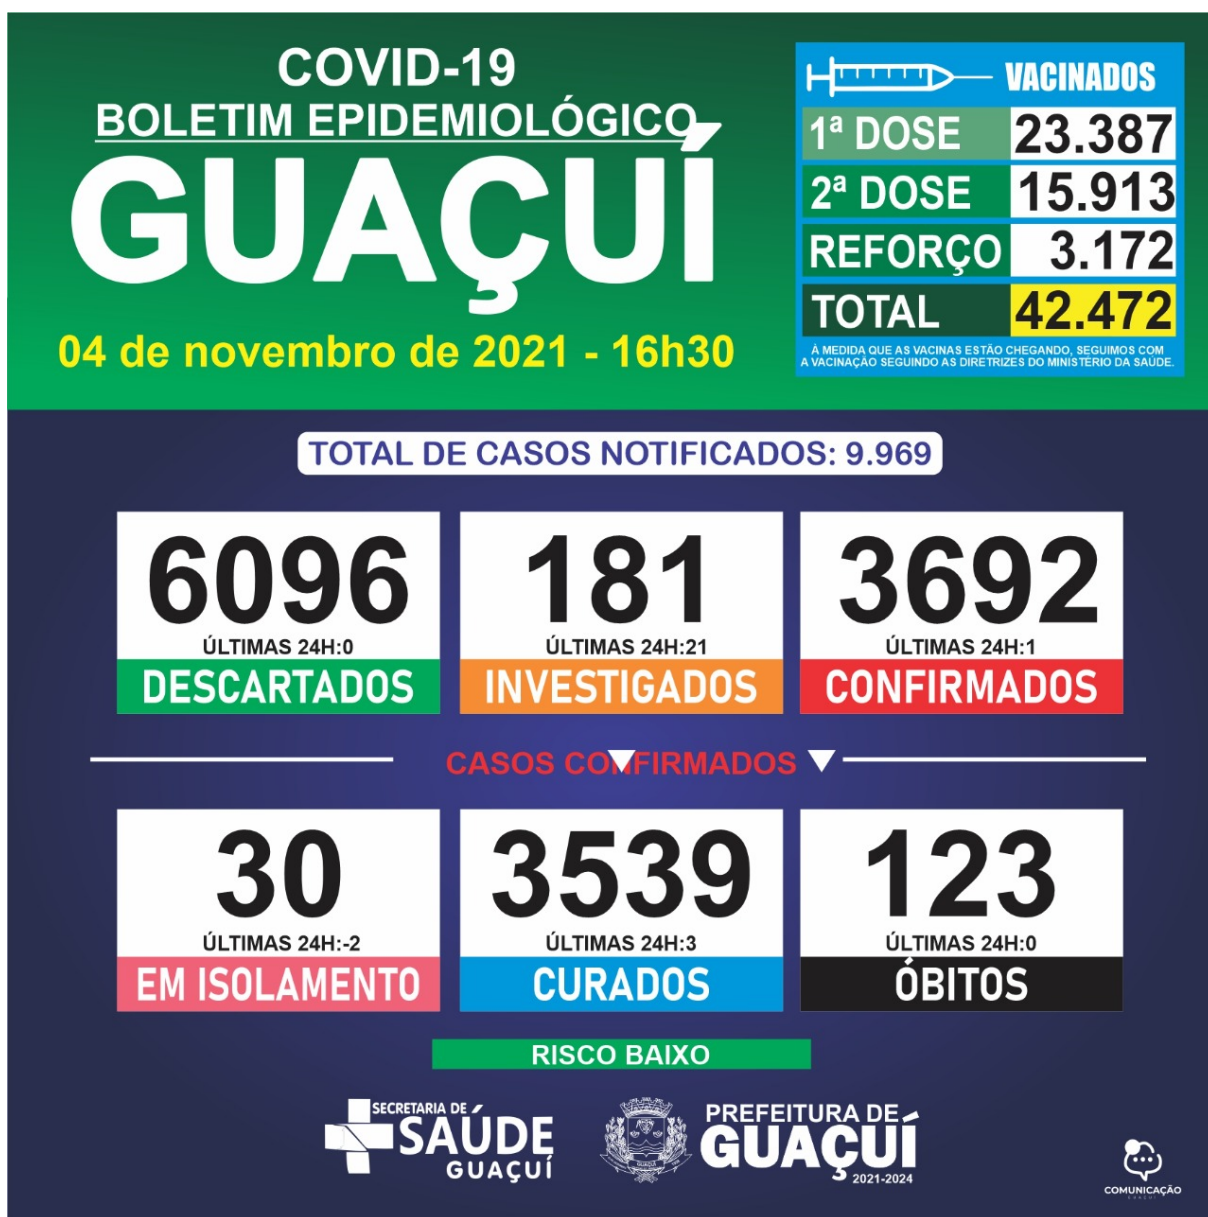 COVID-19
BOLETIM EPIDEMIOLÓGICO
GUAÇUÍ
04 de novembro de 2021 - 16h30
VACINADOS
1ª DOSE 23.387
2ª DOSE 15.913
REFORÇO 3.172
TOTAL 42.472
À MEDIDA QUE AS VACINAS ESTÃO CHEGANDO, SEGUIMOS COM
A VACINAÇÃO SEGUINDO AS DIRETRIZES DO MINISTÉRIO DA SAÚDE.
TOTAL DE CASOS NOTIFICADOS: 9.969
6096
ÚLTIMAS 24H:0
DESCARTADOS
181
ÚLTIMAS 24H:21
INVESTIGADOS
3692
ÚLTIMAS 24H:1
CONFIRMADOS
CASOS CONFIRMADOS
30
ÚLTIMAS 24H:-2
EM ISOLAMENTO
3539
ÚLTIMAS 24H:3
CURADOS
123
ÚLTIMAS 24H:0
ÓBITOS
RISCO BAIXO
SECRETARIA DE
SAÚDE
GUAÇUÍ
PREFEITURA DE
GUAÇUÍ
2021-2024
COMUNICAÇÃO